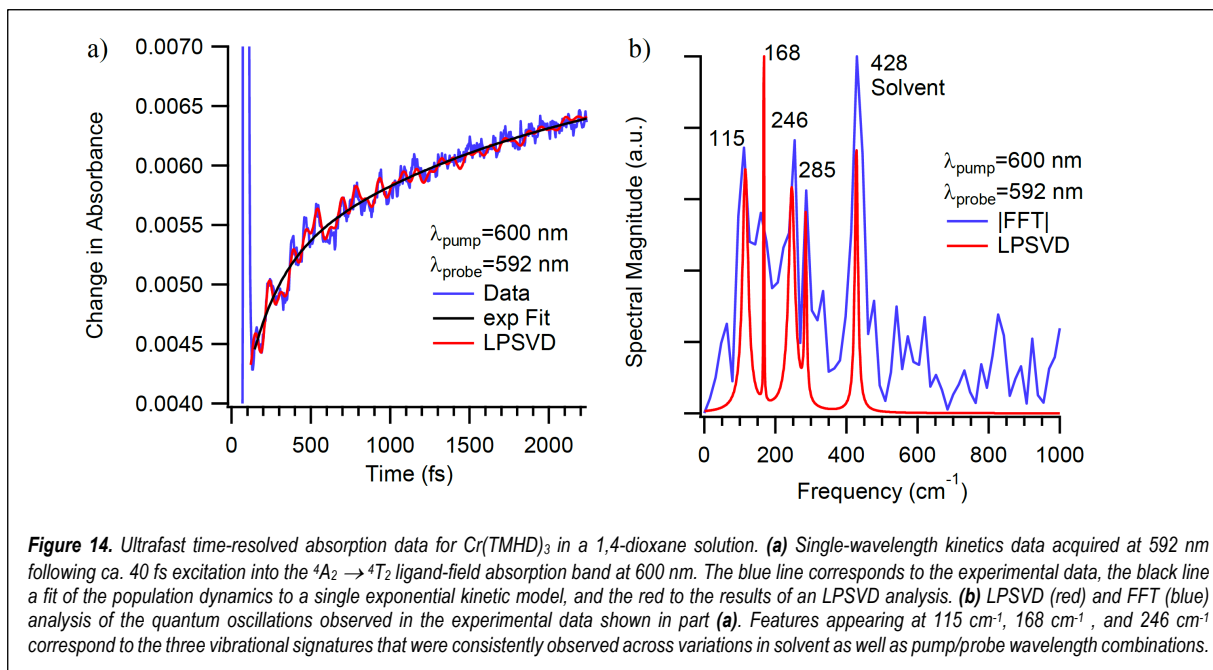 a)
0.0070
0.0065
0.0060
0.0055
0.0050
0.0045
0.0040
Change in Absorbance
0 500 1000 1500 2000
Time (fs)
λpump=600 nm
λprobe=592 nm
Data
exp Fit
LPSVD
b)
168
428
Solvent
115
246
285
λpump=600 nm
λprobe=592 nm
|FFT|
LPSVD
Spectral Magnitude (a.u.)
0 200 400 600 800 1000
Frequency (cm⁻¹)
Figure 14. Ultrafast time-resolved absorption data for Cr(TMHD)₃ in a 1,4-dioxane solution. (a) Single-wavelength kinetics data acquired at 592 nm
following ca. 40 fs excitation into the ⁴A₂ → ⁴T₂ ligand-field absorption band at 600 nm. The blue line corresponds to the experimental data, the black line
a fit of the population dynamics to a single exponential kinetic model, and the red to the results of an LPSVD analysis. (b) LPSVD (red) and FFT (blue)
analysis of the quantum oscillations observed in the experimental data shown in part (a). Features appearing at 115 cm⁻¹, 168 cm⁻¹ , and 246 cm⁻¹
correspond to the three vibrational signatures that were consistently observed across variations in solvent as well as pump/probe wavelength combinations.